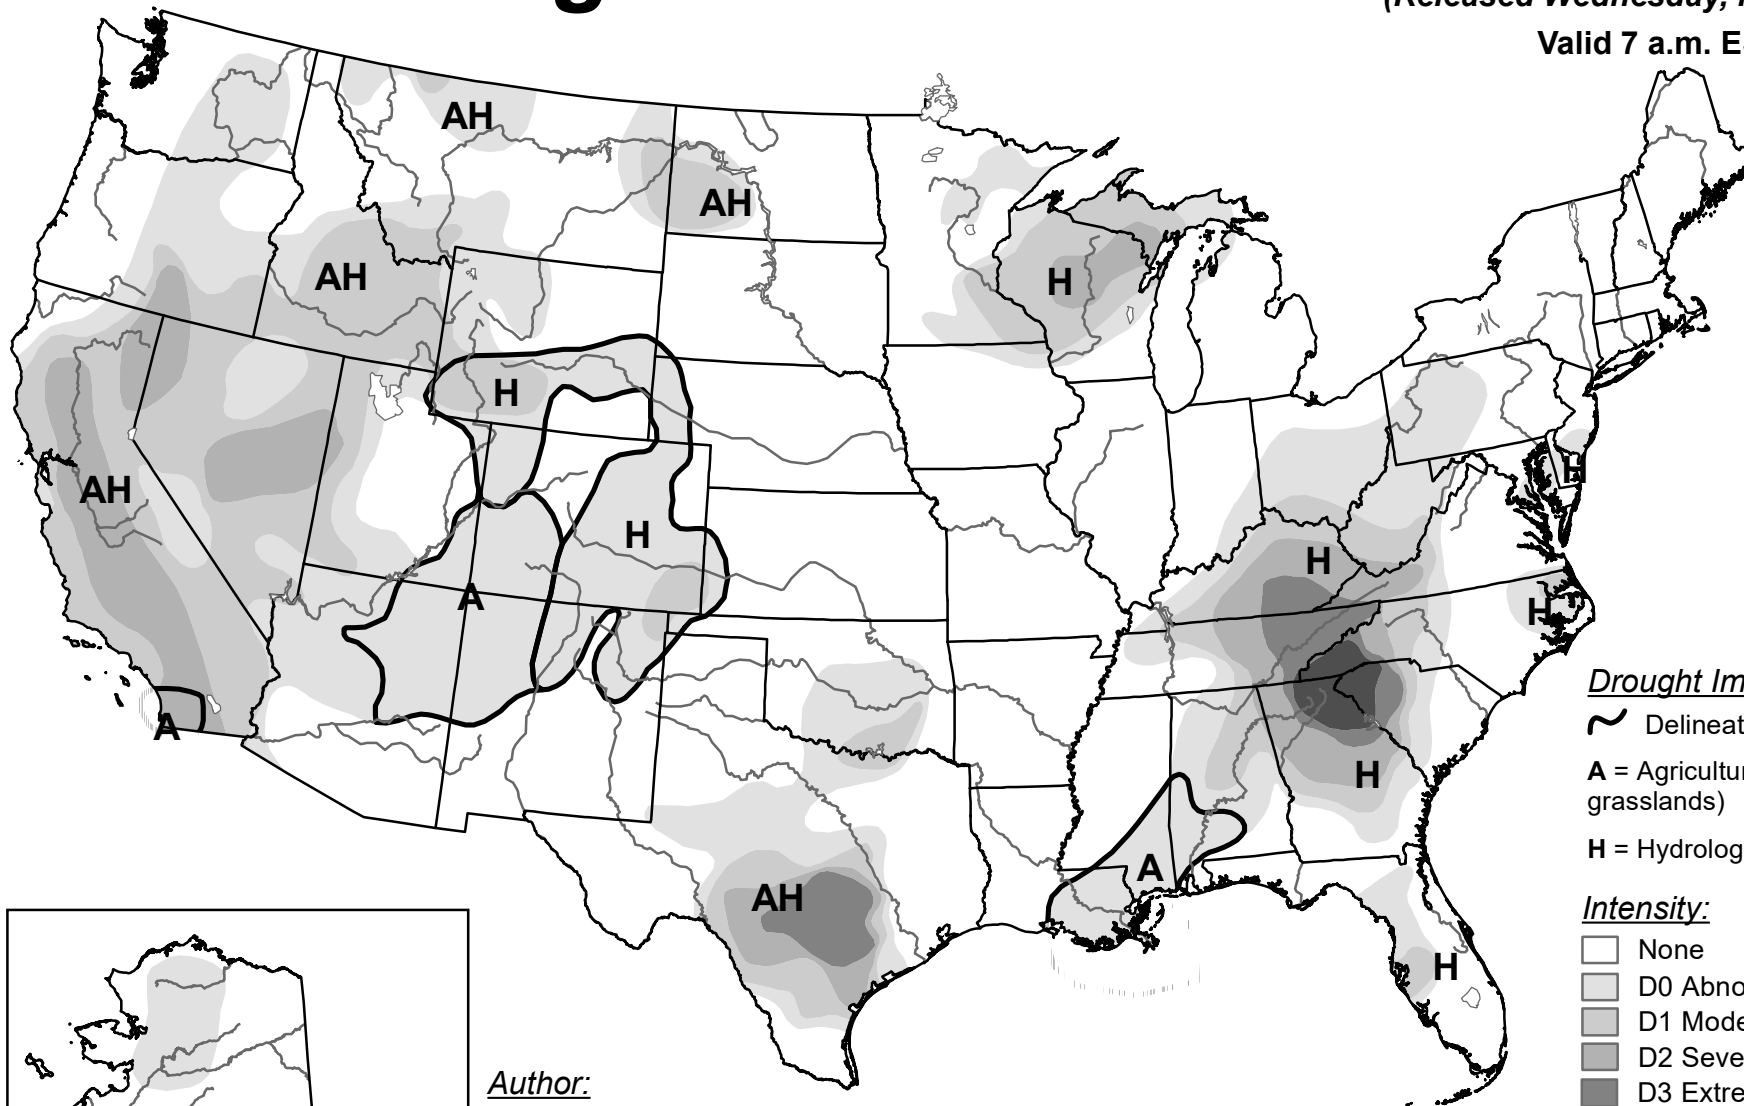 (Released Wednesday,
Valid 7 a.m.
AH
AH
AH
H
H
AH
H
H
H
A
H
A
H
AH
A
H
Drought
Delineat
A = Agricultur
grasslands)
H = Hydrolog
Intensity:
None
D0 Abno
D1 Mode
D2 Seve
D3 Extre
Author: